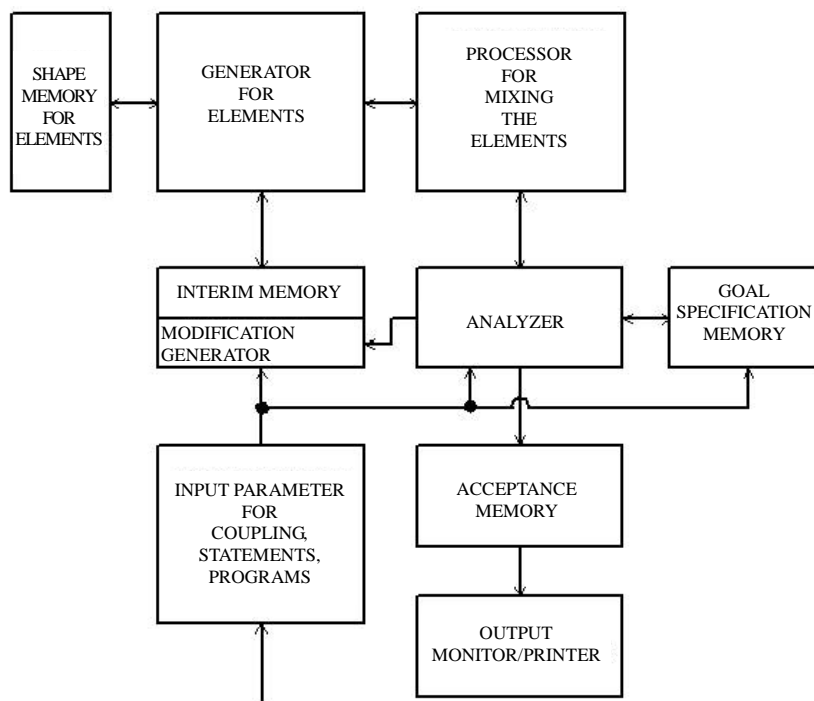 SHAPE
MEMORY
FOR
ELEMENTS
GENERATOR
FOR
ELEMENTS
PROCESSOR
FOR
MIXING
THE
ELEMENTS
INTERIM MEMORY
MODIFICATION
GENERATOR
ANALYZER
GOAL
SPECIFICATION
MEMORY
INPUT PARAMETER
FOR
COUPLING,
STATEMENTS,
PROGRAMS
ACCEPTANCE
MEMORY
OUTPUT
MONITOR/PRINTER